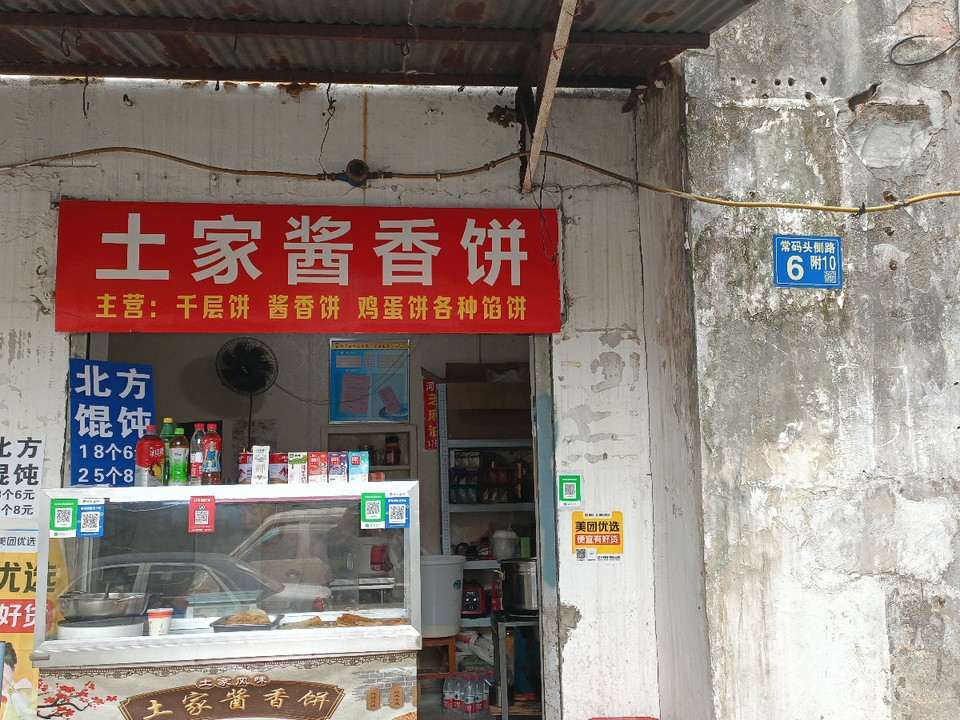 土家酱香饼
主营：千层饼 酱香饼 鸡蛋饼各种馅饼
常码头侧路
6 附10
北方
馄饨
18个6
25个8
北方
馄饨
8个6元
个8元
美团优选
优选
好货
美团优选
便宜有好货
土家风味
土家酱香饼